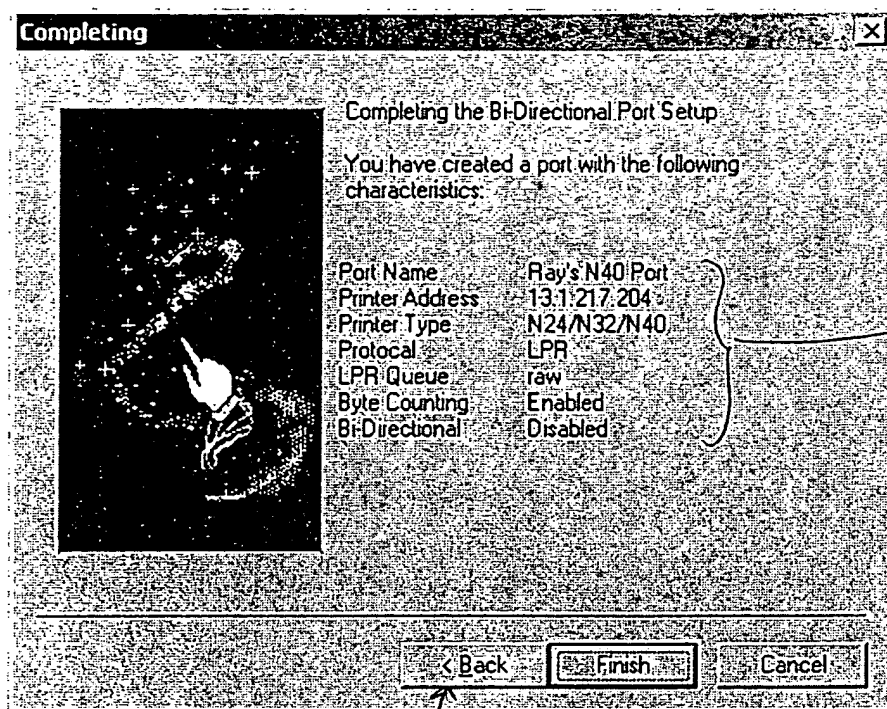 Completing
Completing the Bi-Directional Port Setup
You have created a port with the following
characteristics:
Port Name Ray's N40 Port
Printer Address 13.1.217.204
Printer Type N24/N32/N40
Protocal LPR
LPR Queue raw
Byte Counting Enabled
Bi-Directional Disabled
< Back Finish Cancel